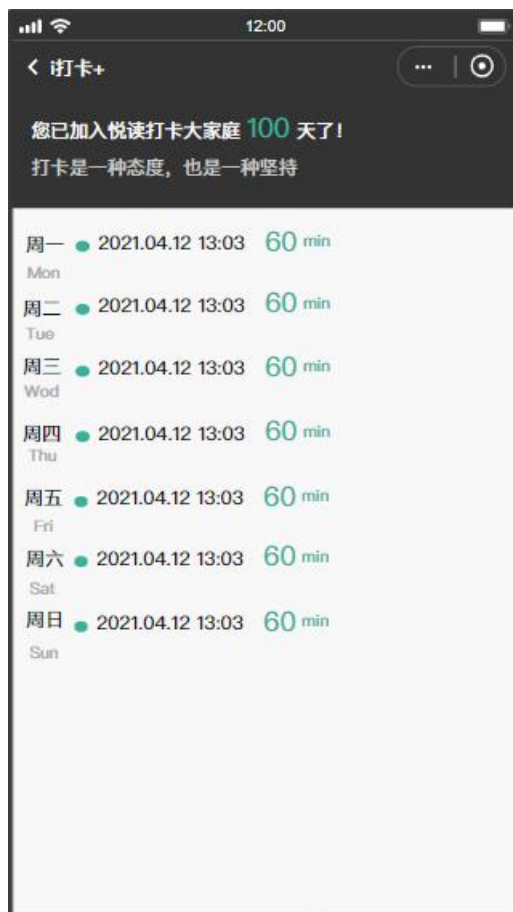 12:00
i打卡+
您已加入悦读打卡大家庭 100 天了!
打卡是一种态度，也是一种坚持
周一 2021.04.12 13:03 60 min
Mon
周二 2021.04.12 13:03 60 min
Tue
周三 2021.04.12 13:03 60 min
Wod
周四 2021.04.12 13:03 60 min
Thu
周五 2021.04.12 13:03 60 min
Fri
周六 2021.04.12 13:03 60 min
Sat
周日 2021.04.12 13:03 60 min
Sun